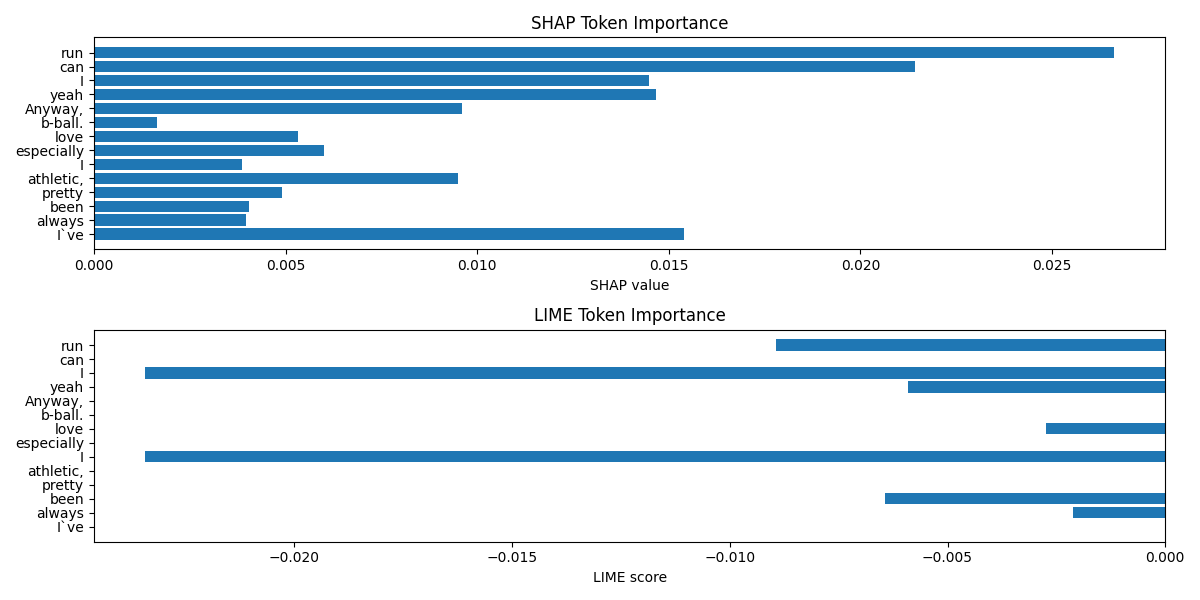 SHAP Token Importance
run
can
I
yeah
Anyway,
b-ball.
love
especially
I
athletic,
pretty
been
always
I`ve
0.000 0.005 0.010 0.015 0.020 0.025
SHAP value
LIME Token Importance
run
can
I
yeah
Anyway,
b-ball.
love
especially
I
athletic,
pretty
been
always
I`ve
−0.020 −0.015 −0.010 −0.005 0.000
LIME score